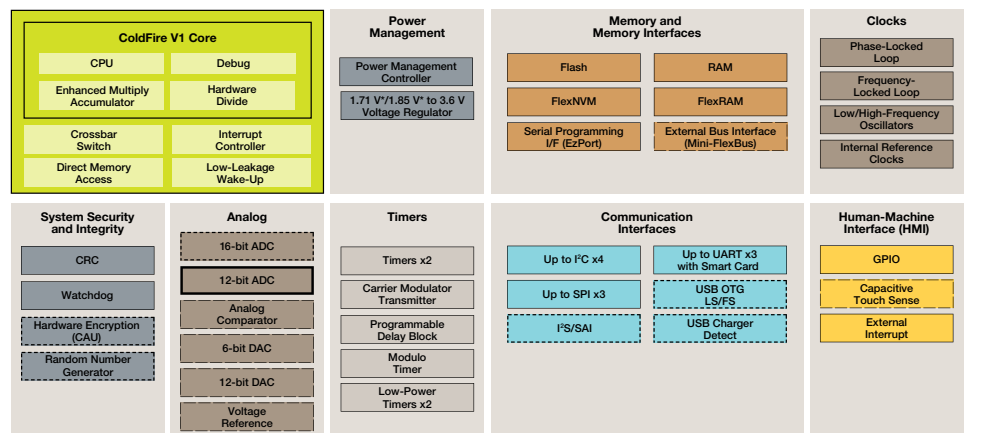 ColdFire V1 Core
CPU
Debug
Enhanced Multiply
Accumulator
Hardware
Divide
Crossbar
Switch
Interrupt
Controller
Direct Memory
Access
Low-Leakage
Wake-Up
Power
Management
Power Management
Controller
1.71 V*/1.85 V* to 3.6 V
Voltage Regulator
Memory and
Memory Interfaces
Flash
RAM
FlexNVM
FlexRAM
Serial Programming
I/F (EzPort)
External Bus Interface
(Mini-FlexBus)
Clocks
Phase-Locked
Loop
Frequency-
Locked Loop
Low/High-Frequency
Oscillators
Internal Reference
Clocks
System Security
and Integrity
CRC
Watchdog
Hardware Encryption
(CAU)
Random Number
Generator
Analog
16-bit ADC
12-bit ADC
Analog
Comparator
6-bit DAC
12-bit DAC
Voltage
Reference
Timers
Timers x2
Carrier Modulator
Transmitter
Programmable
Delay Block
Modulo
Timer
Low-Power
Timers x2
Communication
Interfaces
Up to I²C x4
Up to UART x3
with Smart Card
Up to SPI x3
USB OTG
LS/FS
I²S/SAI
USB Charger
Detect
Human-Machine
Interface (HMI)
GPIO
Capacitive
Touch Sense
External
Interrupt